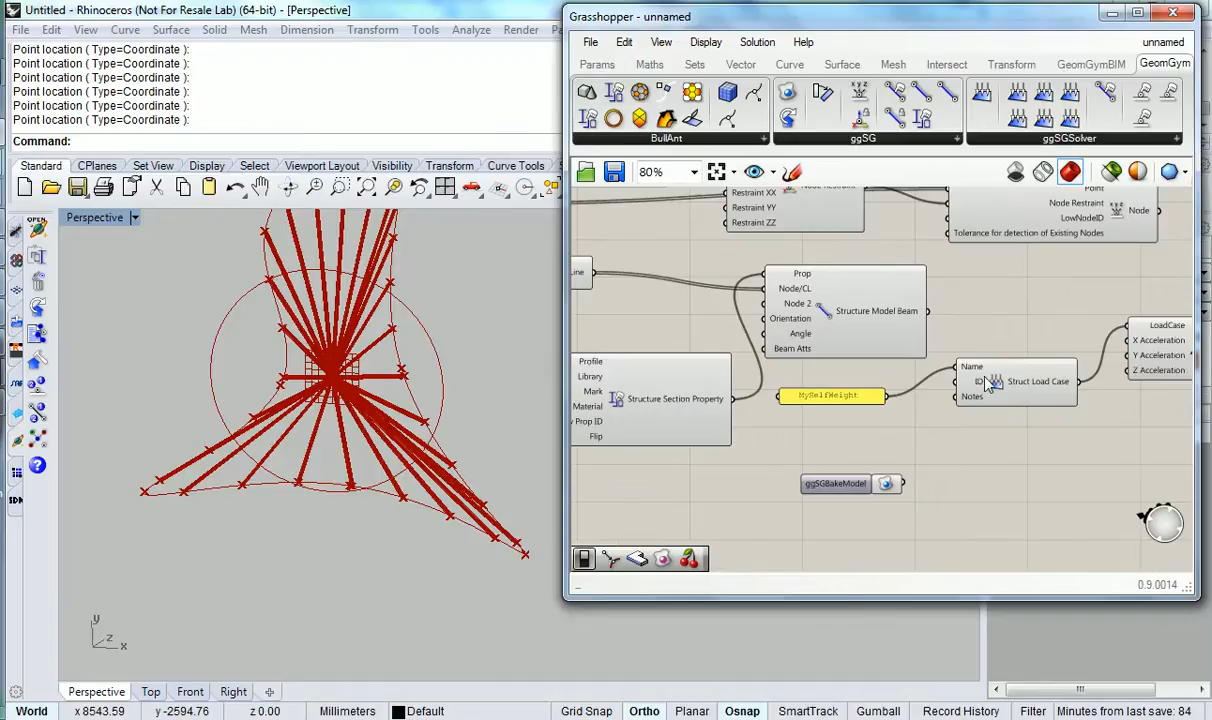 Untitled - Rhinoceros (Not For Resale Lab) (64-bit) - [Perspective]
File Edit View Curve Surface Solid Mesh Dimension Transform Tools Analyze Render
Point location ( Type=Coordinate ):
Point location ( Type=Coordinate ):
Point location ( Type=Coordinate ):
Point location ( Type=Coordinate ):
Point location ( Type=Coordinate ):
Point location ( Type=Coordinate ):
Command:
Standard CPlanes Set View Display Select Viewport Layout Visibility Transform Curve Tools
OPEN
Perspective
y
z
x
Perspective Top Front Right
World x 8543.59 y -2594.76 z 0.00 Millimeters Default Grid Snap Ortho Planar Osnap SmartTrack Gumball Record History Filter Minutes from last save: 84
Grasshopper - unnamed
File Edit View Display Solution Help unnamed
Params Maths Sets Vector Curve Surface Mesh Intersect Transform GeomGymBIM GeomGym
BullAnt ggSG ggSGSolver
80%
Restraint XX
Restraint YY
Restraint ZZ
Point
Node Restraint
LowNodeID
Tolerance for detection of Existing Nodes
Node
Line
Prop
Node/CL
Node 2
Orientation
Angle
Beam Atts
Structure Model Beam
Profile
Library
Mark
Material
Prop ID
Flip
Structure Section Property
MySelfWeight
Name
ID
Notes
Struct Load Case
LoadCase
X Acceleration
Y Acceleration
Z Acceleration
ggSGBakeModel
0.9.0014